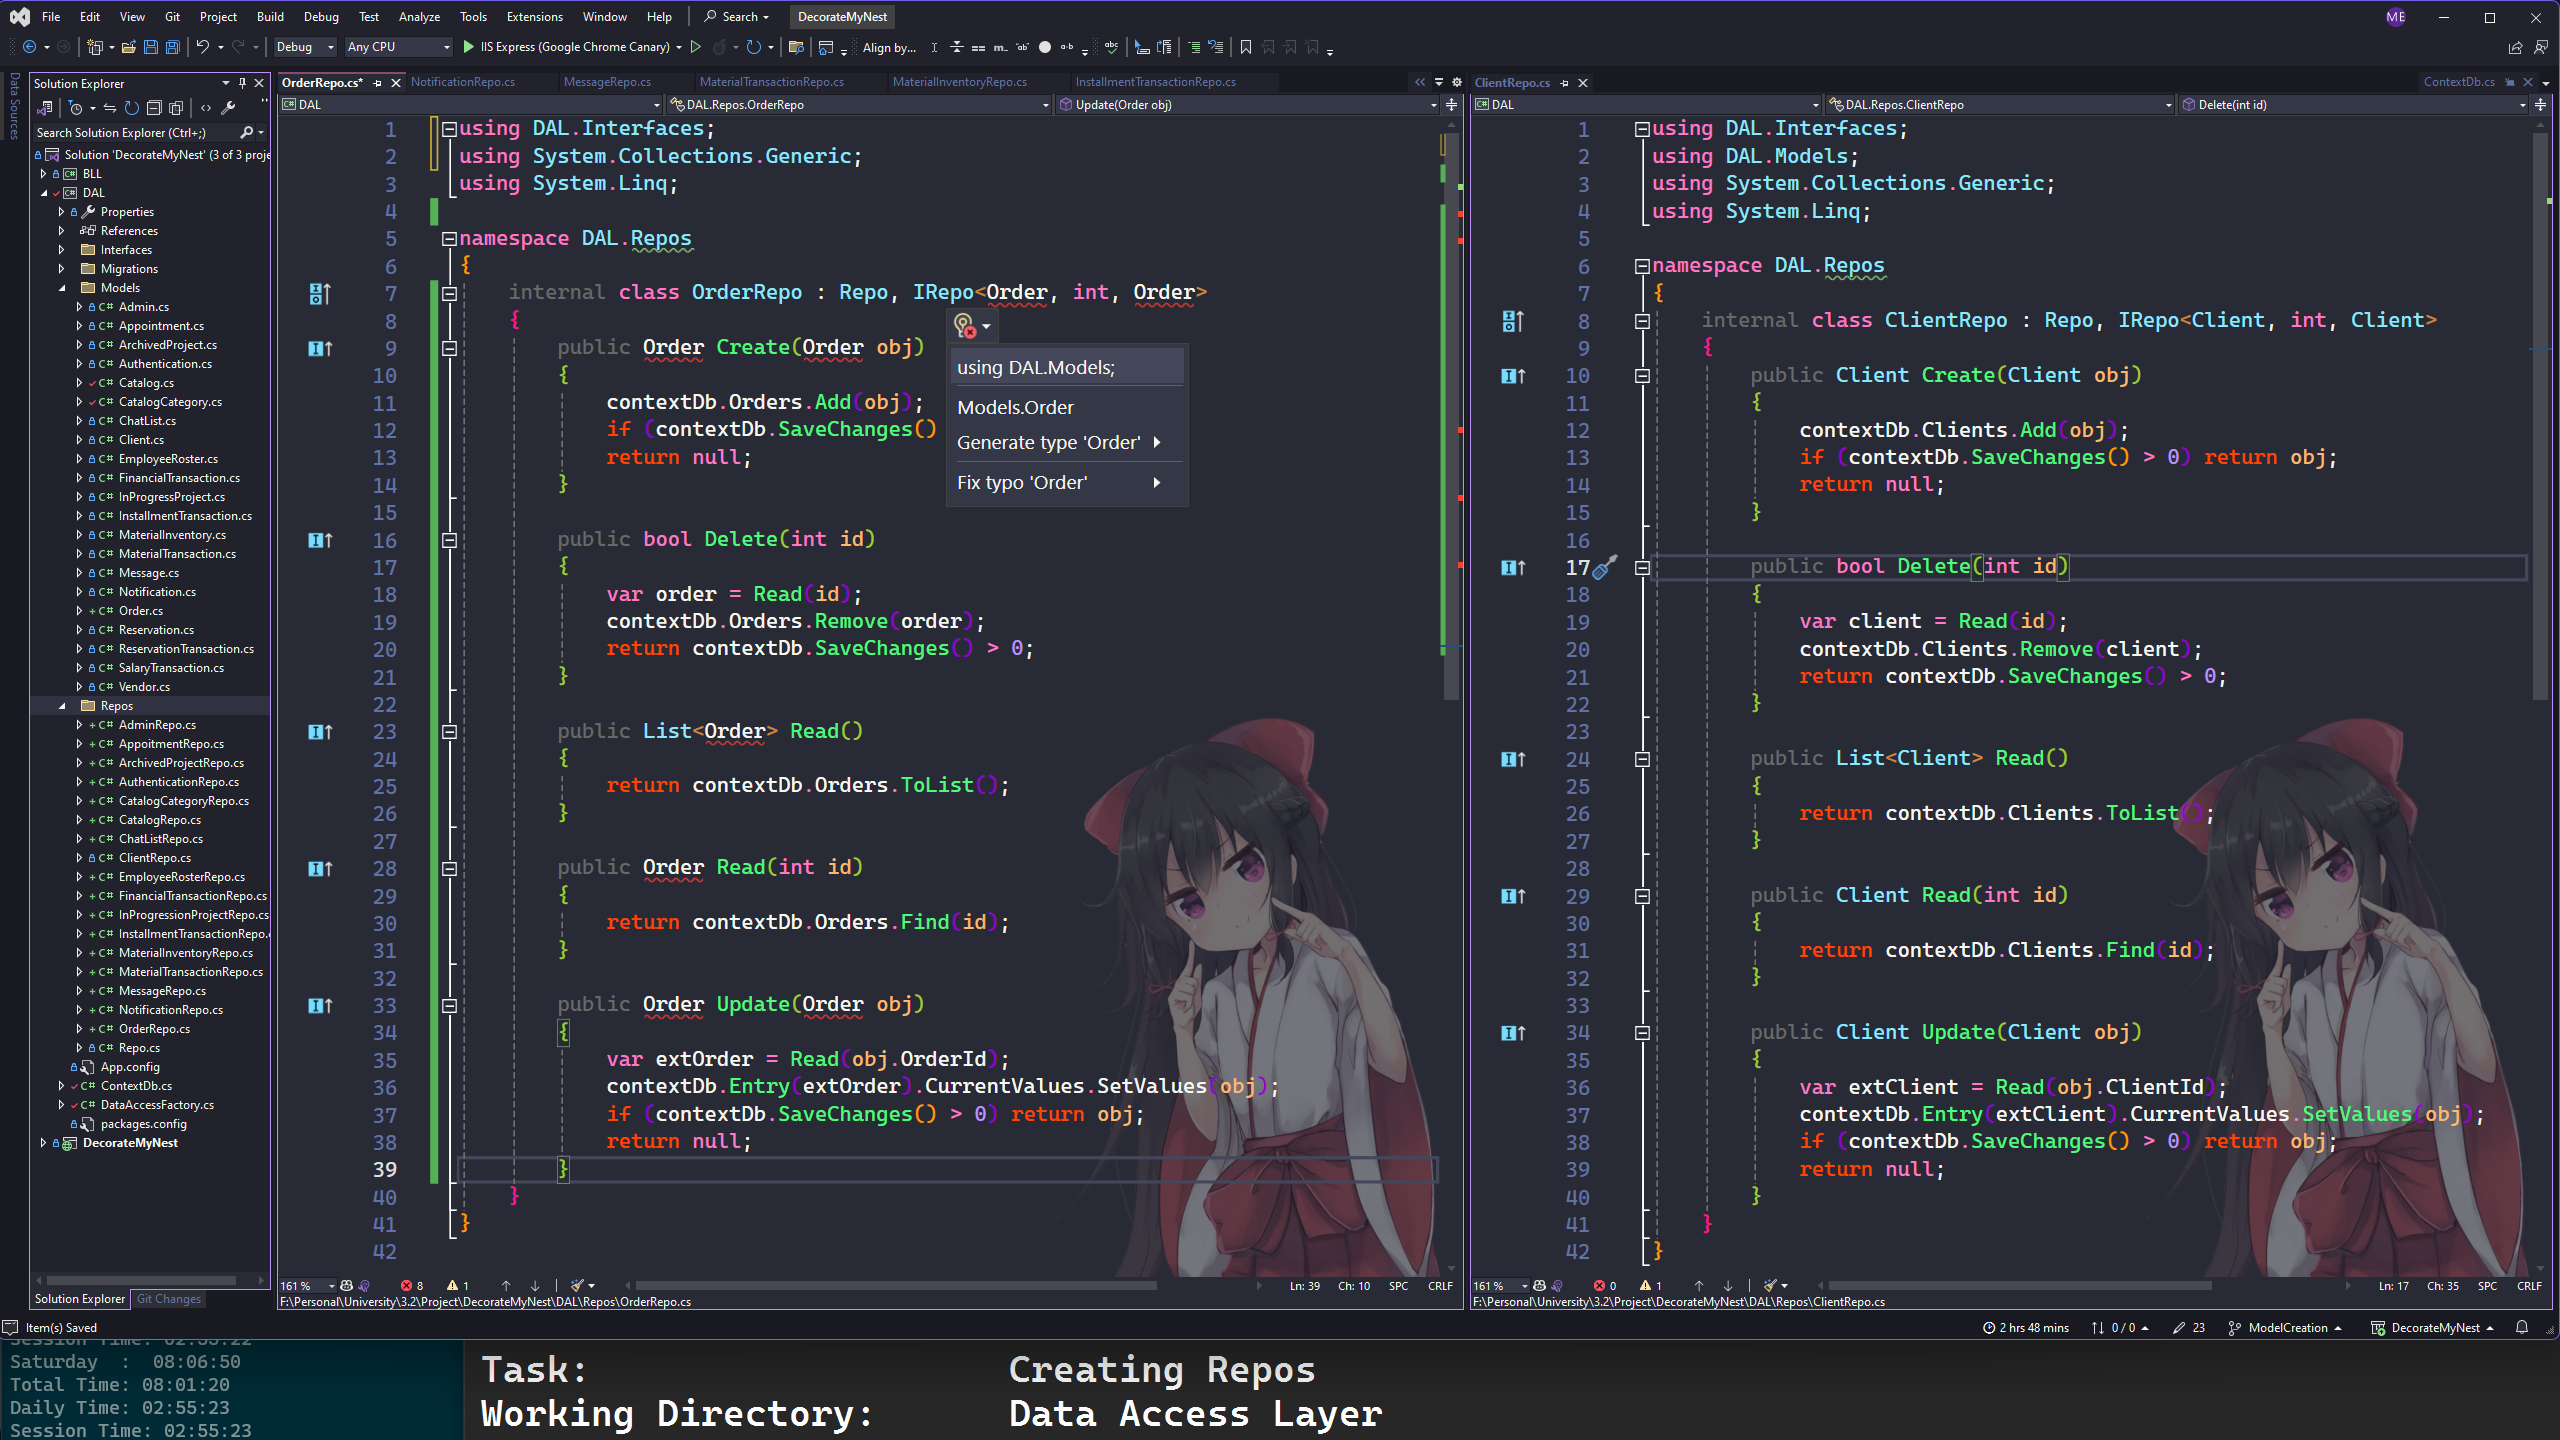 File Edit View Git Project Build Debug Test Analyze Tools Extensions Window Help Search DecorateMyNest ME
Debug Any CPU IIS Express (Google Chrome Canary) Align by...
Data Sources
Solution Explorer
Search Solution Explorer (Ctrl+;)
Solution 'DecorateMyNest' (3 of 3 proje
BLL
DAL
Properties
References
Interfaces
Migrations
Models
Admin.cs
Appointment.cs
ArchivedProject.cs
Authentication.cs
Catalog.cs
CatalogCategory.cs
ChatList.cs
Client.cs
EmployeeRoster.cs
FinancialTransaction.cs
InProgressProject.cs
InstallmentTransaction.cs
MaterialInventory.cs
MaterialTransaction.cs
Message.cs
Notification.cs
Order.cs
Reservation.cs
ReservationTransaction.cs
SalaryTransaction.cs
Vendor.cs
Repos
AdminRepo.cs
AppoitmentRepo.cs
ArchivedProjectRepo.cs
AuthenticationRepo.cs
CatalogCategoryRepo.cs
CatalogRepo.cs
ChatListRepo.cs
ClientRepo.cs
EmployeeRosterRepo.cs
FinancialTransactionRepo.cs
InProgressionProjectRepo.cs
InstallmentTransactionRepo.
MaterialInventoryRepo.cs
MaterialTransactionRepo.cs
MessageRepo.cs
NotificationRepo.cs
OrderRepo.cs
Repo.cs
App.config
ContextDb.cs
DataAccessFactory.cs
packages.config
DecorateMyNest
Solution Explorer Git Changes
OrderRepo.cs* NotificationRepo.cs MessageRepo.cs MaterialTransactionRepo.cs MaterialInventoryRepo.cs InstallmentTransactionRepo.cs
DAL DAL.Repos.OrderRepo Update(Order obj)
1 using DAL.Interfaces;
2 using System.Collections.Generic;
3 using System.Linq;
4
5 namespace DAL.Repos
6 {
7 internal class OrderRepo : Repo, IRepo<Order, int, Order>
8 {
9 public Order Create(Order obj)
10 {
11 contextDb.Orders.Add(obj);
12 if (contextDb.SaveChanges()
13 return null;
14 }
15
16 public bool Delete(int id)
17 {
18 var order = Read(id);
19 contextDb.Orders.Remove(order);
20 return contextDb.SaveChanges() > 0;
21 }
22
23 public List<Order> Read()
24 {
25 return contextDb.Orders.ToList();
26 }
27
28 public Order Read(int id)
29 {
30 return contextDb.Orders.Find(id);
31 }
32
33 public Order Update(Order obj)
34 {
35 var extOrder = Read(obj.OrderId);
36 contextDb.Entry(extOrder).CurrentValues.SetValues(obj);
37 if (contextDb.SaveChanges() > 0) return obj;
38 return null;
39 }
40 }
41 }
42
using DAL.Models;
Models.Order
Generate type 'Order'
Fix typo 'Order'
161 % 8 1 Ln: 39 Ch: 10 SPC CRLF
F:\Personal\University\3.2\Project\DecorateMyNest\DAL\Repos\OrderRepo.cs
ClientRepo.cs ContextDb.cs
DAL DAL.Repos.ClientRepo Delete(int id)
1 using DAL.Interfaces;
2 using DAL.Models;
3 using System.Collections.Generic;
4 using System.Linq;
5
6 namespace DAL.Repos
7 {
8 internal class ClientRepo : Repo, IRepo<Client, int, Client>
9 {
10 public Client Create(Client obj)
11 {
12 contextDb.Clients.Add(obj);
13 if (contextDb.SaveChanges() > 0) return obj;
14 return null;
15 }
16
17 public bool Delete(int id)
18 {
19 var client = Read(id);
20 contextDb.Clients.Remove(client);
21 return contextDb.SaveChanges() > 0;
22 }
23
24 public List<Client> Read()
25 {
26 return contextDb.Clients.ToList();
27 }
28
29 public Client Read(int id)
30 {
31 return contextDb.Clients.Find(id);
32 }
33
34 public Client Update(Client obj)
35 {
36 var extClient = Read(obj.ClientId);
37 contextDb.Entry(extClient).CurrentValues.SetValues(obj);
38 if (contextDb.SaveChanges() > 0) return obj;
39 return null;
40 }
41 }
42 }
161 % 0 1 Ln: 17 Ch: 35 SPC CRLF
F:\Personal\University\3.2\Project\DecorateMyNest\DAL\Repos\ClientRepo.cs
Item(s) Saved 2 hrs 48 mins 0 / 0 23 ModelCreation DecorateMyNest
Saturday : 08:06:50
Total Time: 08:01:20
Daily Time: 02:55:23
Session Time: 02:55:23
Task: Creating Repos
Working Directory: Data Access Layer